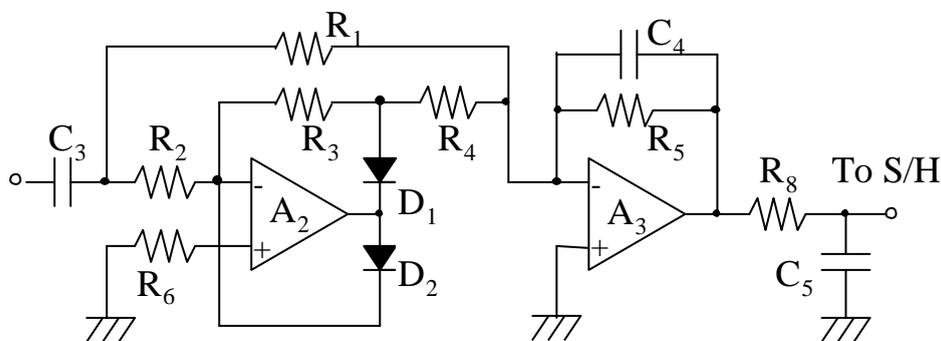 R1
C4
C3
R2
R3
R4
R5
R8
To S/H
-
A2
D1
-
A3
+
R6
D2
+
C5